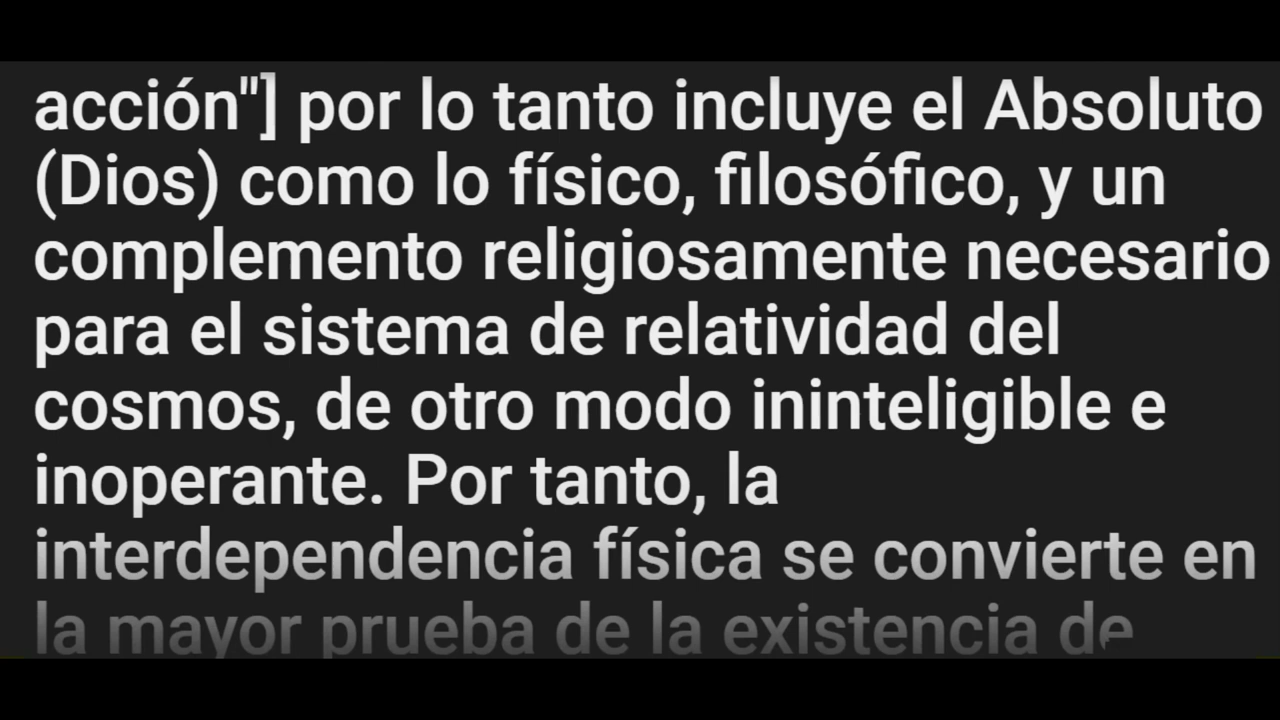 acción"] por lo tanto incluye el Absoluto
(Dios) como lo físico, filosófico, y un
complemento religiosamente necesario
para el sistema de relatividad del
cosmos, de otro modo ininteligible e
inoperante. Por tanto, la
interdependencia física se convierte en
la mayor prueba de la existencia de